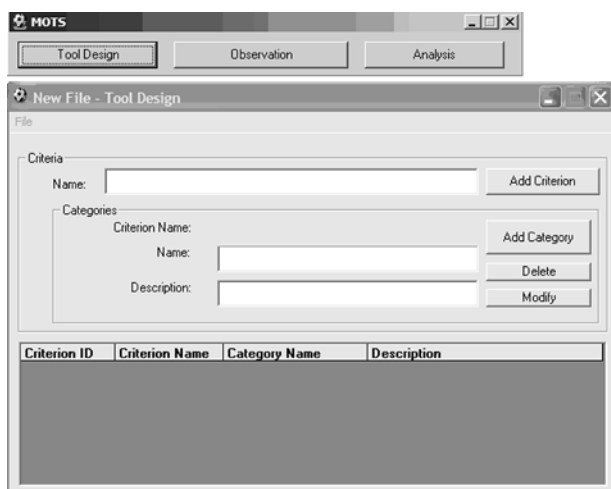 MOTS
Tool Design Observation Analysis
New File - Tool Design
File
Criteria
Name: Add Criterion
Categories
Criterion Name:
Name: Add Category
Delete
Description: Modify
Criterion ID Criterion Name Category Name Description